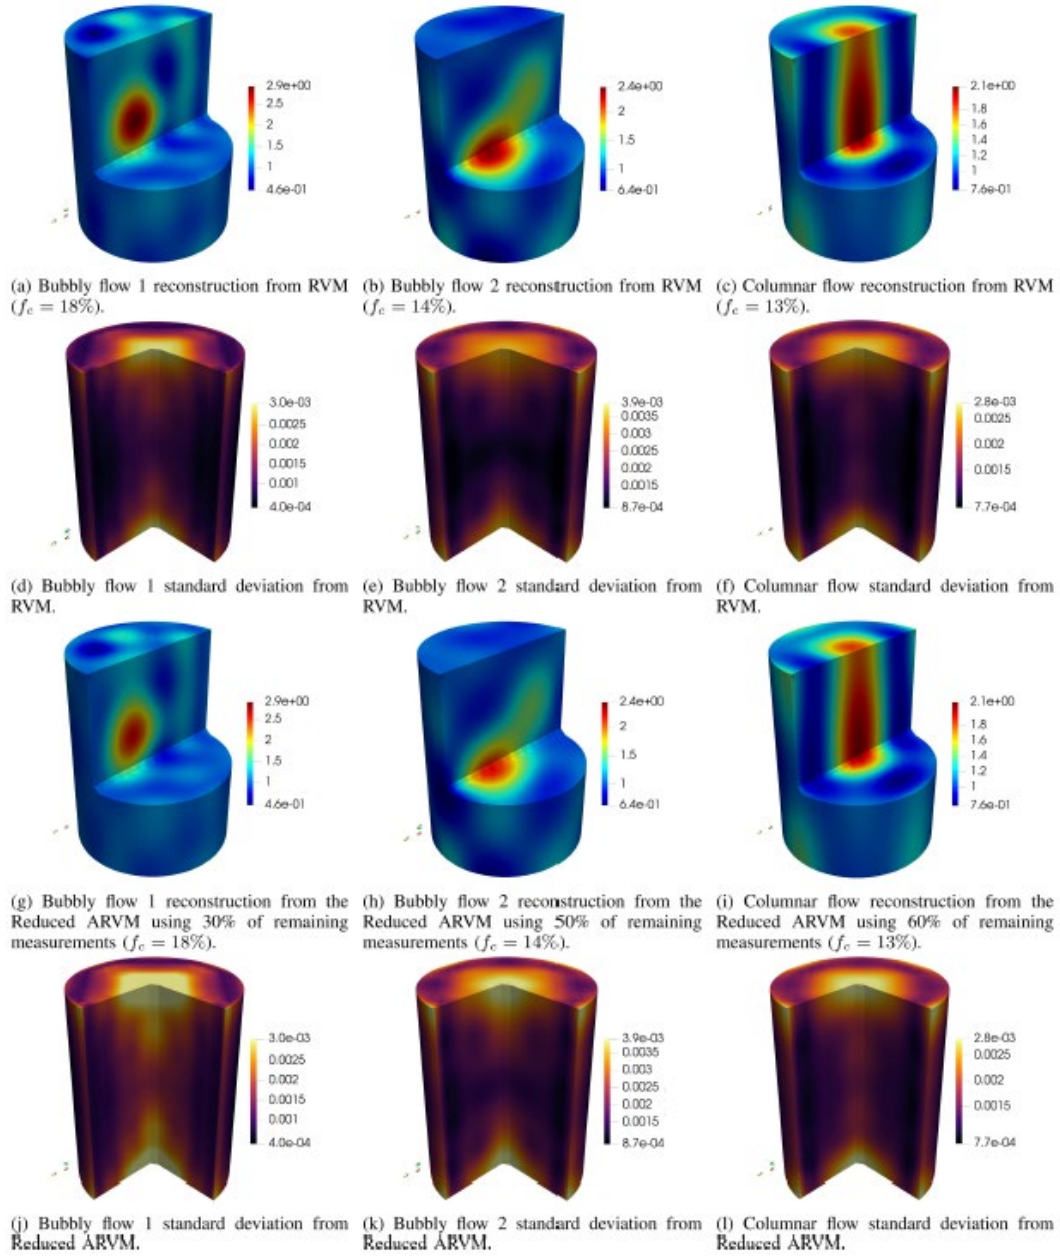 2.9e+00
2.5
2
1.5
1
4.6e-01
2.4e+00
2
1.5
1
6.4e-01
2.1e+00
1.8
1.6
1.4
1.2
1
7.6e-01
(a) Bubbly flow 1 reconstruction from RVM
(f_c = 18%).
(b) Bubbly flow 2 reconstruction from RVM
(f_c = 14%).
(c) Columnar flow reconstruction from RVM
(f_c = 13%).
3.0e-03
0.0025
0.002
0.0015
0.001
4.0e-04
3.9e-03
0.0035
0.003
0.0025
0.002
0.0015
8.7e-04
2.8e-03
0.0025
0.002
0.0015
7.7e-04
(d) Bubbly flow 1 standard deviation from
RVM.
(e) Bubbly flow 2 standard deviation from
RVM.
(f) Columnar flow standard deviation from
RVM.
2.9e+00
2.5
2
1.5
1
4.6e-01
2.4e+00
2
1.5
1
6.4e-01
2.1e+00
1.8
1.6
1.4
1.2
1
7.6e-01
(g) Bubbly flow 1 reconstruction from the
Reduced ARVM using 30% of remaining
measurements (f_c = 18%).
(h) Bubbly flow 2 reconstruction from the
Reduced ARVM using 50% of remaining
measurements (f_c = 14%).
(i) Columnar flow reconstruction from the
Reduced ARVM using 60% of remaining
measurements (f_c = 13%).
3.0e-03
0.0025
0.002
0.0015
0.001
4.0e-04
3.9e-03
0.0035
0.003
0.0025
0.002
0.0015
8.7e-04
2.8e-03
0.0025
0.002
0.0015
7.7e-04
(j) Bubbly flow 1 standard deviation from
Reduced ARVM.
(k) Bubbly flow 2 standard deviation from
Reduced ARVM.
(l) Columnar flow standard deviation from
Reduced ARVM.